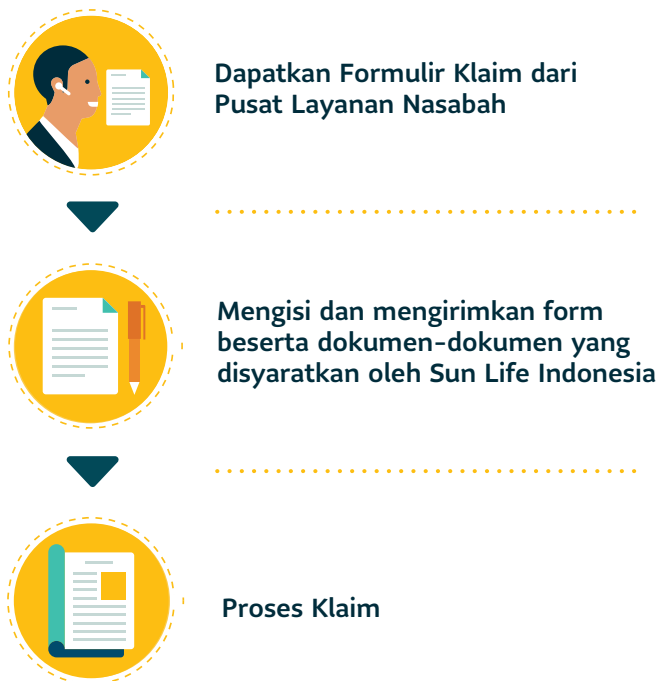 Dapatkan Formulir Klaim dari
Pusat Layanan Nasabah
Mengisi dan mengirimkan form
beserta dokumen-dokumen yang
disyaratkan oleh Sun Life Indonesia
Proses Klaim